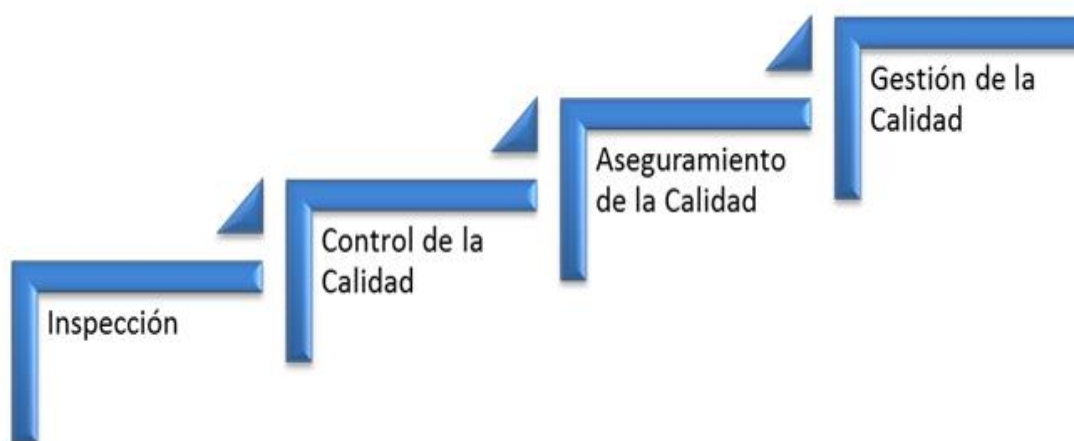 Inspección
Control de la
Calidad
Aseguramiento
de la Calidad
Gestión de la
Calidad